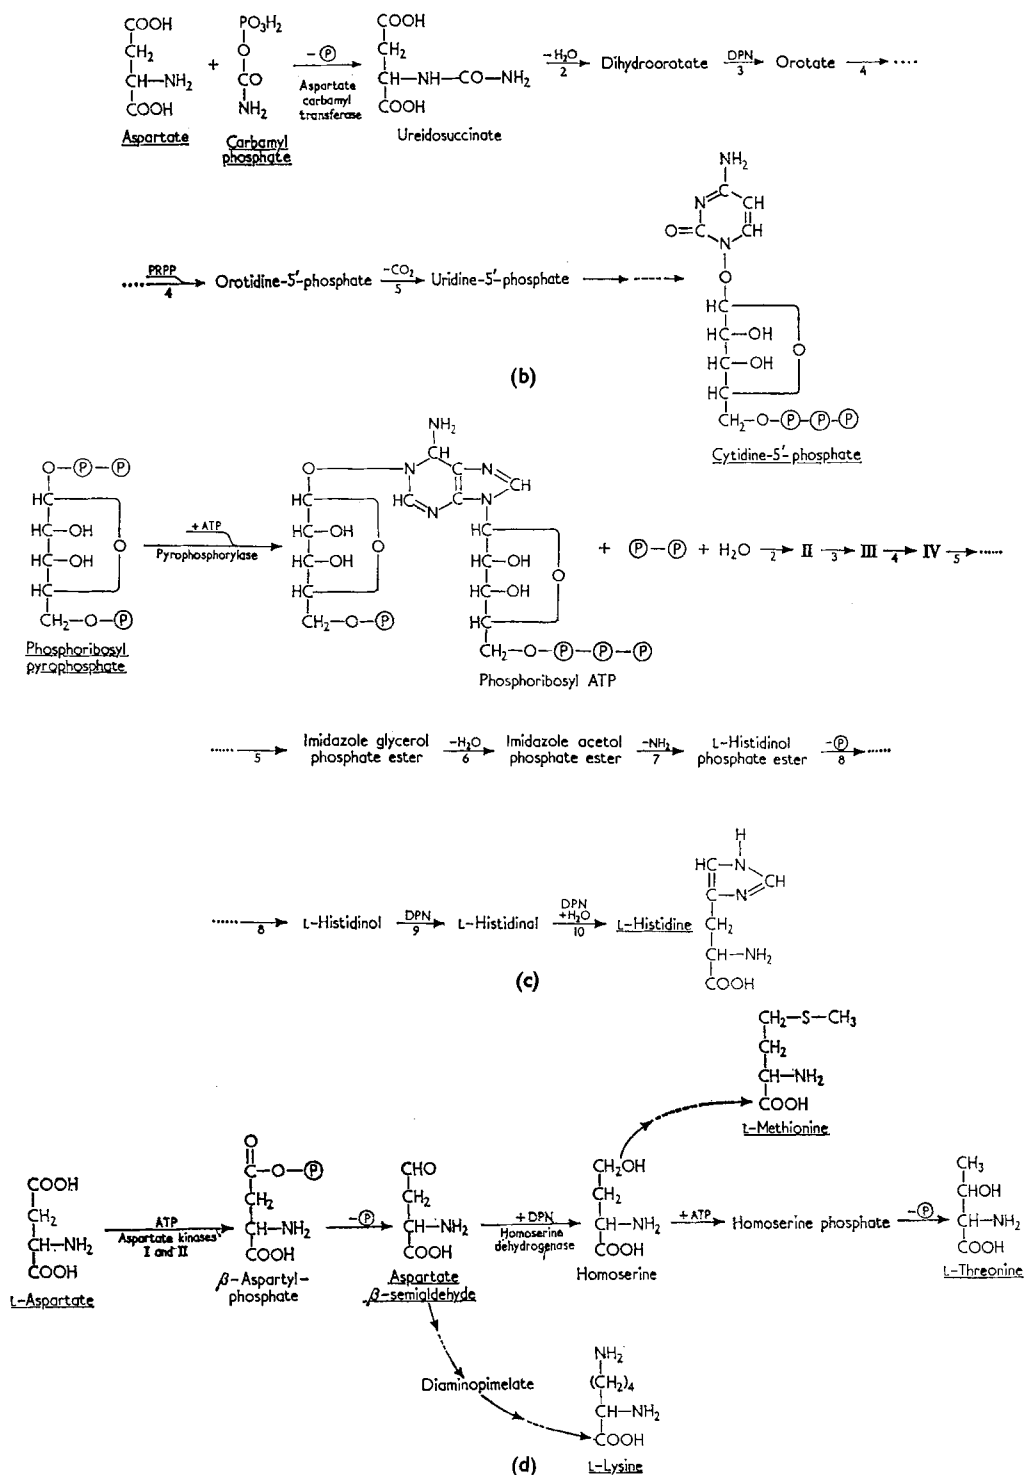 COOH
CH2
CH—NH2
COOH
Aspartate
+
PO3H2
O
CO
NH2
Carbamyl
phosphate
–Ⓟ
Aspartate
carbamyl
transferase
COOH
CH2
CH—NH—CO—NH2
COOH
Ureidosuccinate
–H2O
2
Dihydroorotate
DPN
3
Orotate
4
PRPP
4
Orotidine-5′-phosphate
–CO2
5
Uridine-5′-phosphate
NH2
C
N
CH
O=C
CH
N
O
HC
HC—OH
HC—OH
O
HC
CH2—O—Ⓟ—Ⓟ—Ⓟ
Cytidine-5′-phosphate
(b)
O—Ⓟ—Ⓟ
HC
HC—OH
HC—OH
O
HC
CH2—O—Ⓟ
Phosphoribosyl
pyrophosphate
+ATP
Pyrophosphorylase
NH2
CH
O
N
C
N
CH
HC
C
N
N
HC
HC—OH
HC—OH
O
HC
CH2—O—Ⓟ
HC
HC—OH
HC—OH
O
HC
CH2—O—Ⓟ—Ⓟ—Ⓟ
Phosphoribosyl ATP
+ Ⓟ—Ⓟ + H2O
2
II
3
III
4
IV
5
5
Imidazole glycerol
phosphate ester
–H2O
6
Imidazole acetol
phosphate ester
–NH2
7
L-Histidinol
phosphate ester
–Ⓟ
8
8
L-Histidinol
DPN
9
L-Histidinal
DPN
+H2O
10
L-Histidine
H
HC—N
CH
C—N
CH2
CH—NH2
COOH
(c)
CH2—S—CH3
CH2
CH—NH2
COOH
L-Methionine
COOH
CH2
CH—NH2
COOH
L-Aspartate
ATP
Aspartate kinases
I and II
O
C—O—Ⓟ
CH2
CH—NH2
COOH
β-Aspartyl-
phosphate
–Ⓟ
CHO
CH2
CH—NH2
COOH
Aspartate
β-semialdehyde
+DPN
Homoserine
dehydrogenase
CH2OH
CH2
CH—NH2
COOH
Homoserine
+ATP
Homoserine phosphate
–Ⓟ
CH3
CHOH
CH—NH2
COOH
L-Threonine
Diaminopimelate
NH2
(CH2)4
CH—NH2
COOH
L-Lysine
(d)